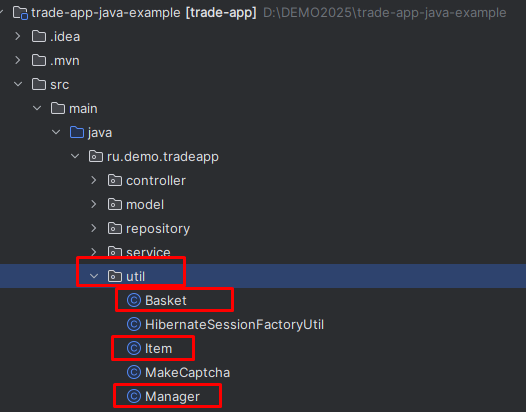 trade-app-java-example [trade-app] D:\DEMO2025\trade-app-java-example
.idea
.mvn
src
main
java
ru.demo.tradeapp
controller
model
repository
service
util
C Basket
C HibernateSessionFactoryUtil
C Item
C MakeCaptcha
C Manager